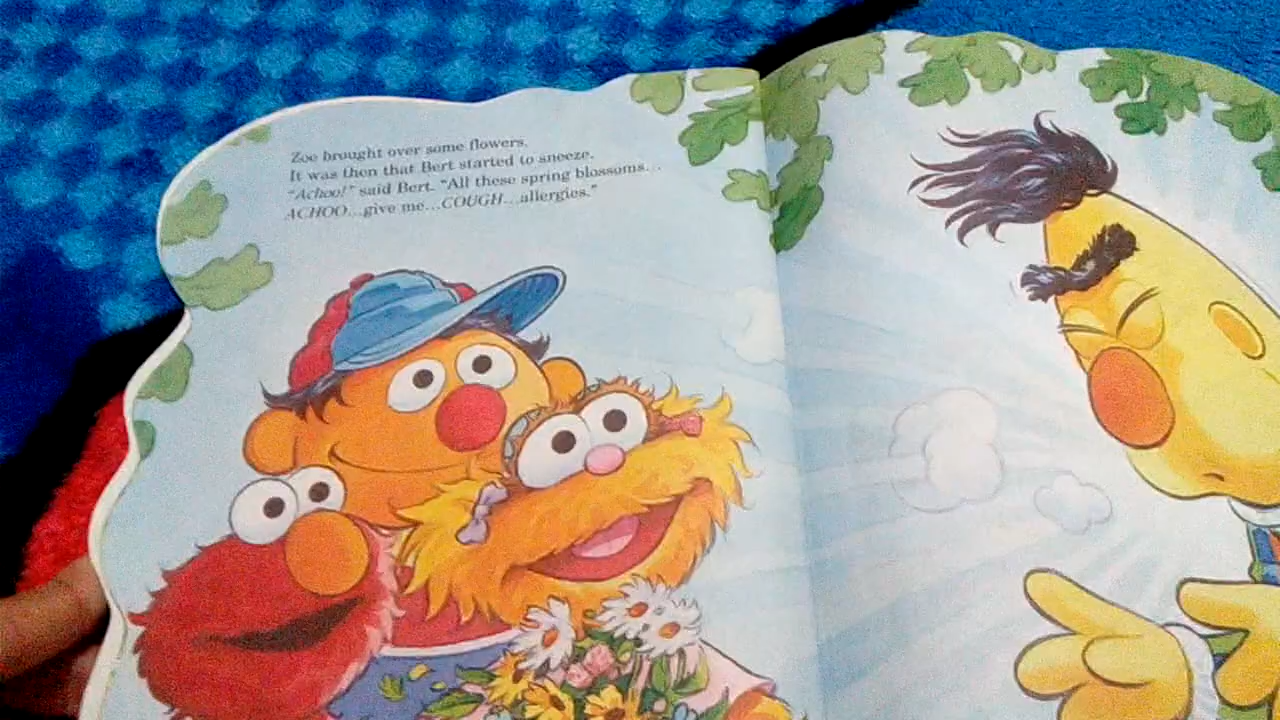 Zoe brought over some flowers.
It was then that Bert started to sneeze.
"Achoo!" said Bert. "All these spring blossoms...
ACHOO...give me...COUGH...allergies."